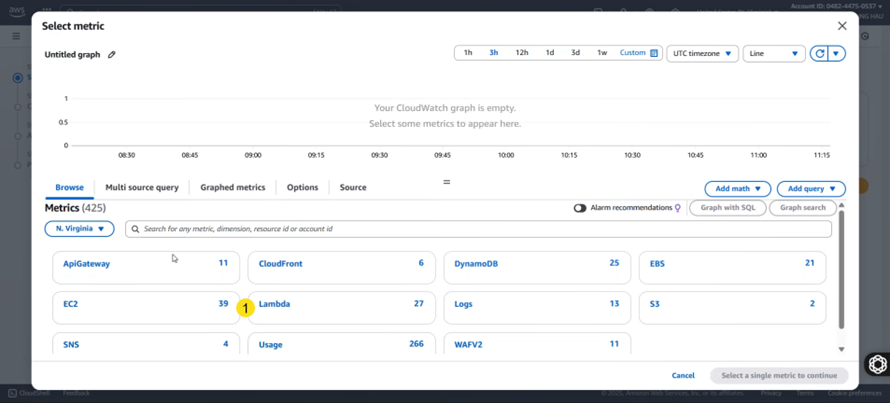 aws
Account ID: 0482-4475-0537
Select metric
Untitled graph
1h 3h 12h 1d 3d 1w Custom UTC timezone Line
1
0.5
0
Your CloudWatch graph is empty.
Select some metrics to appear here.
08:30 08:45 09:00 09:15 09:30 09:45 10:00 10:15 10:30 10:45 11:00 11:15
Browse Multi source query Graphed metrics Options Source Add math Add query
Metrics (425) Alarm recommendations Graph with SQL Graph search
N. Virginia Search for any metric, dimension, resource id or account id
ApiGateway 11 CloudFront 6 DynamoDB 25 EBS 21
EC2 39 1 Lambda 27 Logs 13 S3 2
SNS 4 Usage 266 WAFV2 11
Cancel Select a single metric to continue
CloudShell Feedback © 2025, Amazon Web Services, Inc. or its affiliates. Privacy Terms Cookie preferences